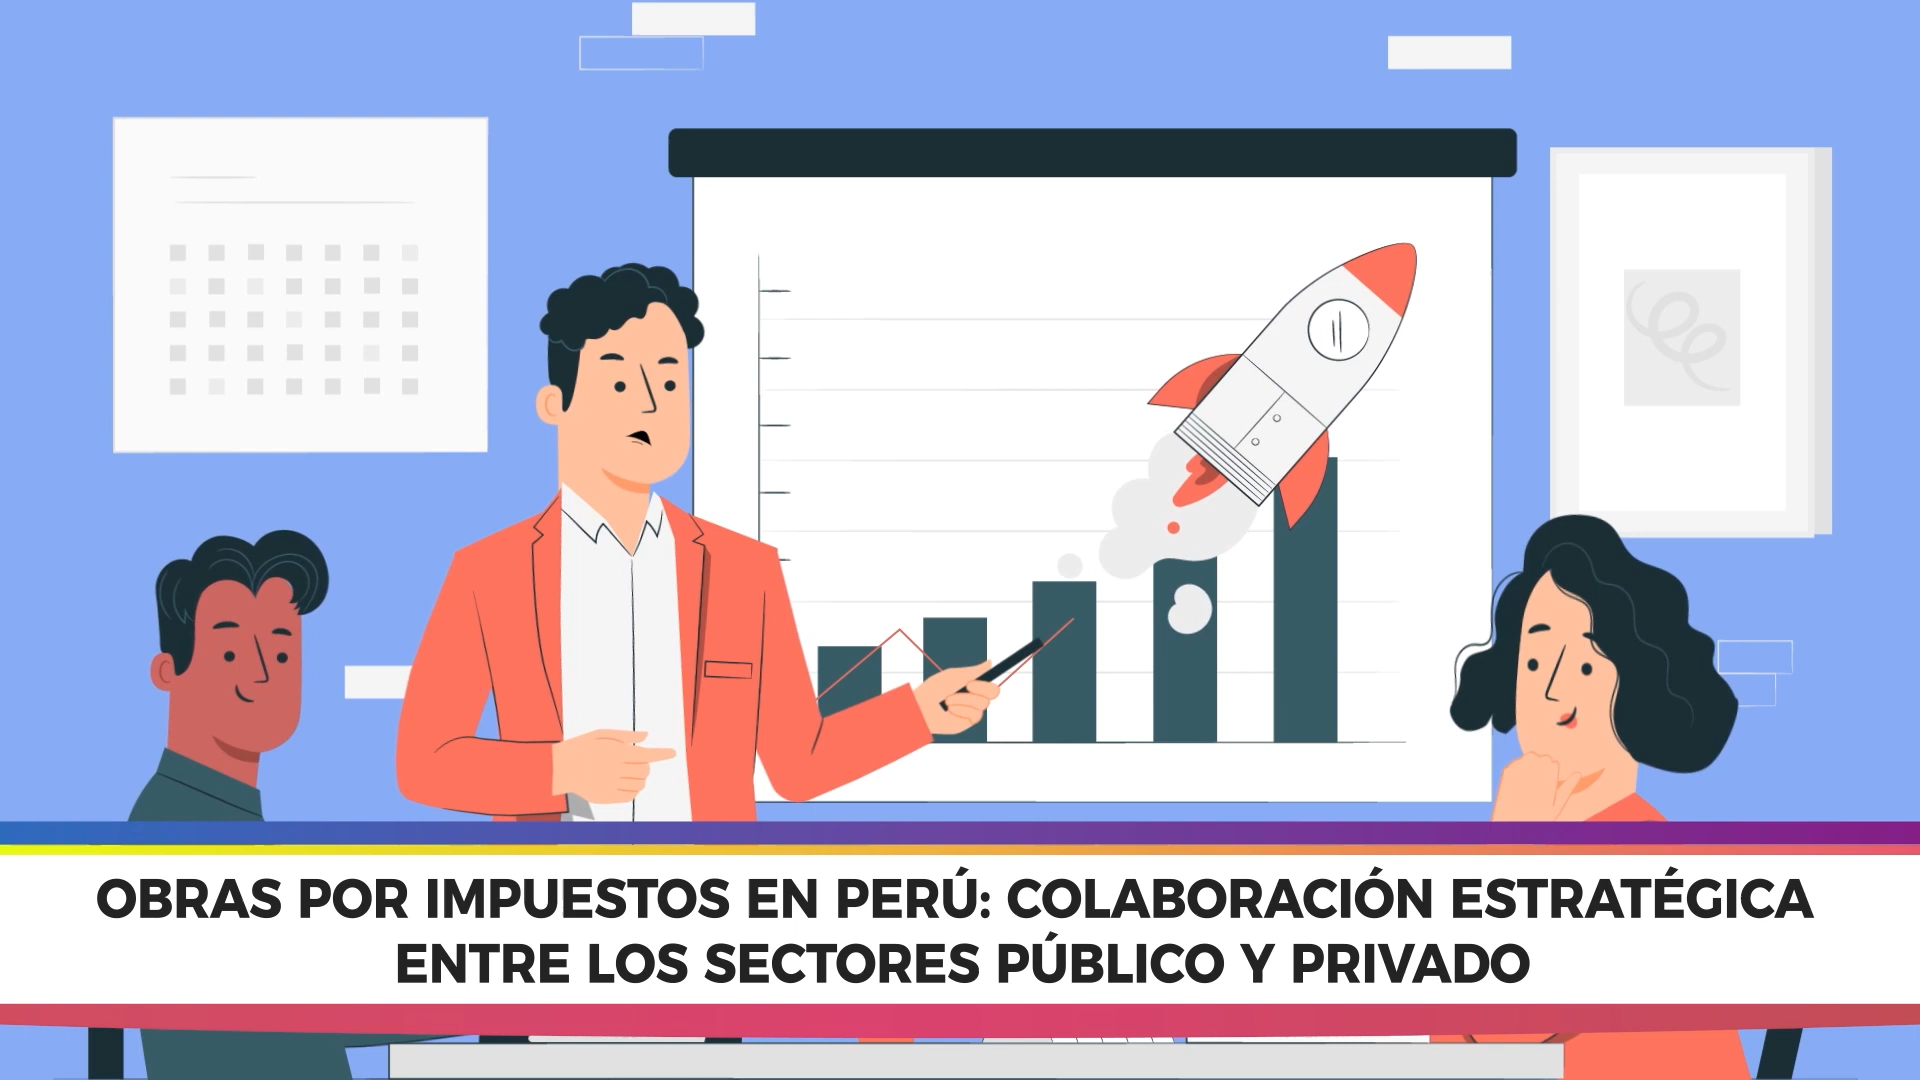 OBRAS POR IMPUESTOS EN PERÚ: COLABORACIÓN ESTRATÉGICA
ENTRE LOS SECTORES PÚBLICO Y PRIVADO